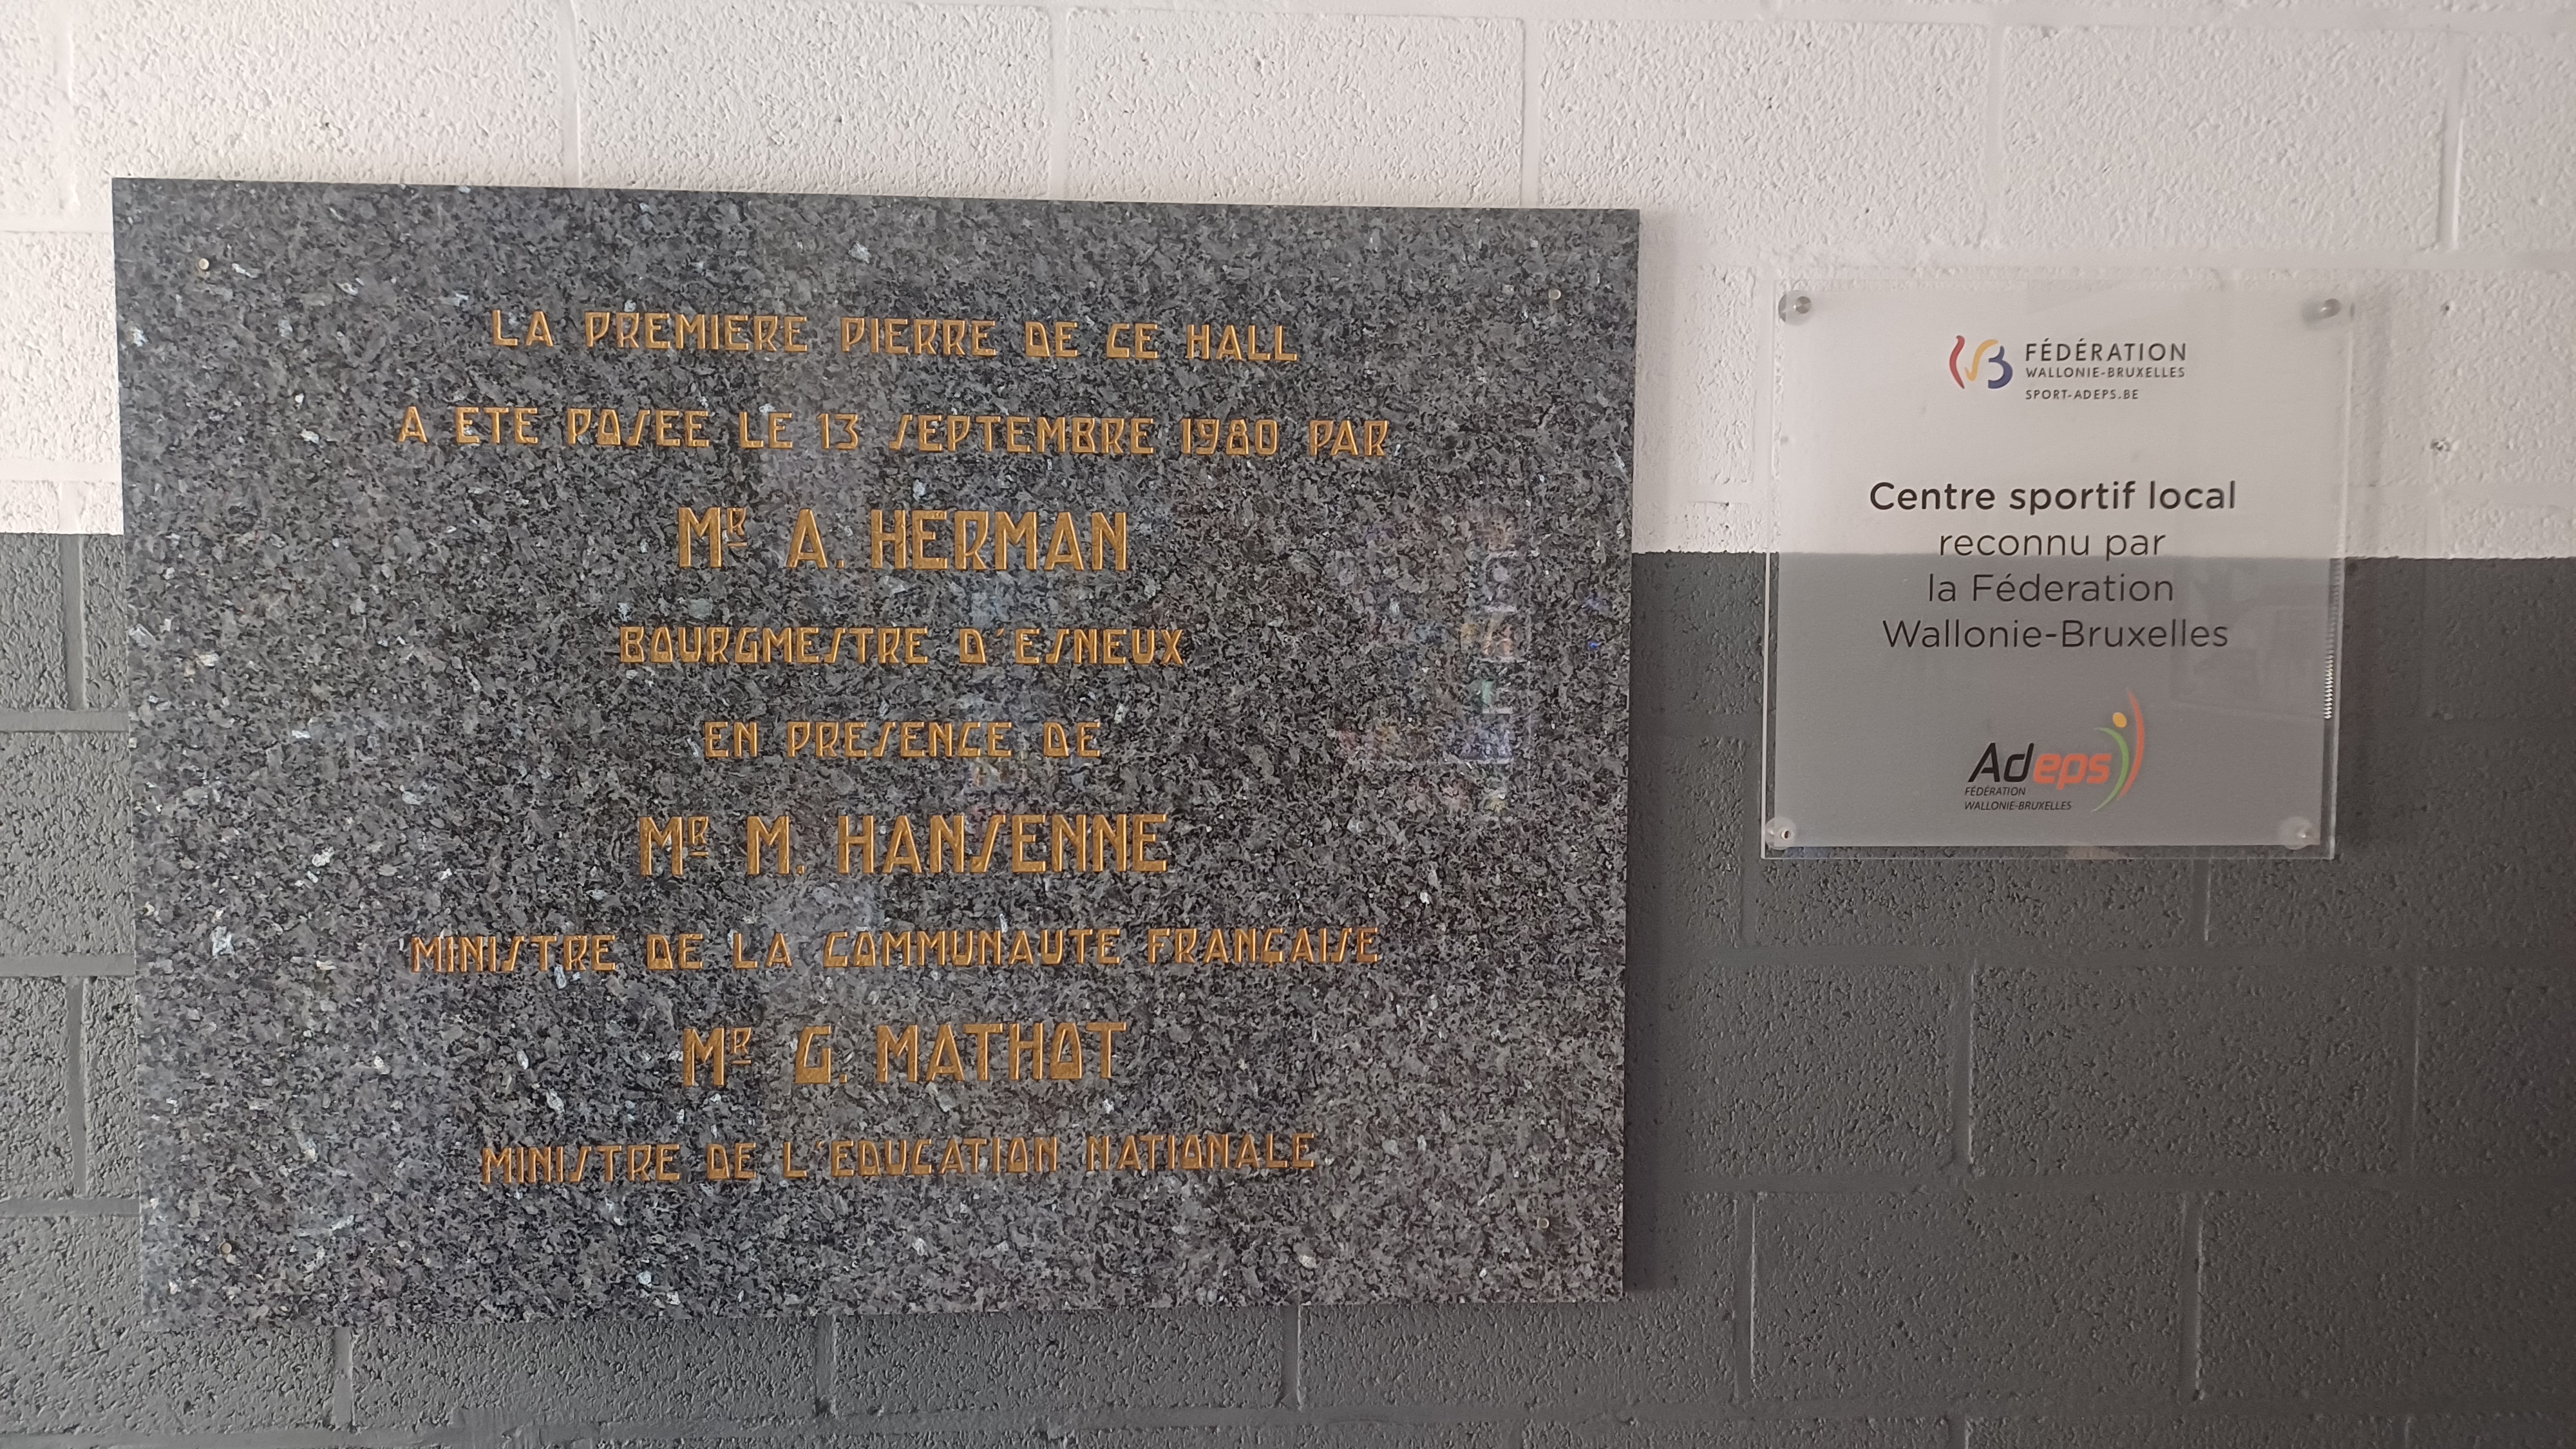 LA PREMIERE PIERRE DE CE HALL
A ETE POSEE LE 13 SEPTEMBRE 1980 PAR
MR A. HERMAN
BOURGMESTRE D'ESNEUX
EN PRESENCE DE
MR M. HANSENNE
MINISTRE DE LA COMMUNAUTE FRANCAISE
MR G. MATHOT
MINISTRE DE L'EDUCATION NATIONALE
FÉDÉRATION
WALLONIE-BRUXELLES
SPORT-ADEPS.BE
Centre sportif local
reconnu par
la Féderation
Wallonie-Bruxelles
Adeps
FÉDÉRATION
WALLONIE-BRUXELLES